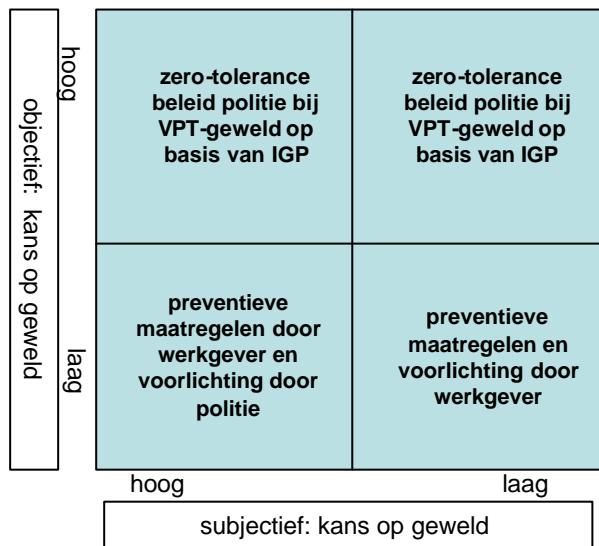 objectief: kans op geweld
hoog
laag
zero-tolerance
beleid politie bij
VPT-geweld op
basis van IGP
zero-tolerance
beleid politie bij
VPT-geweld op
basis van IGP
preventieve
maatregelen door
werkgever en
voorlichting door
politie
preventieve
maatregelen en
voorlichting door
werkgever
hoog
laag
subjectief: kans op geweld